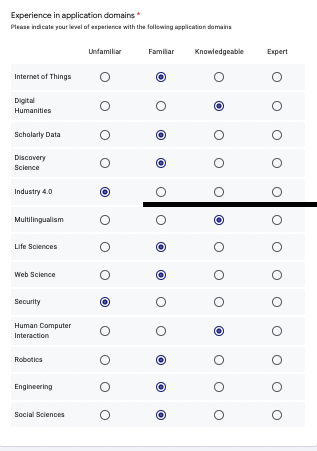 Experience in application domains *
Please indicate your level of experience with the following application domains
Unfamiliar Familiar Knowledgeable Expert
Internet of Things
Digital
Humanities
Scholarly Data
Discovery
Science
Industry 4.0
Multilingualism
Life Sciences
Web Science
Security
Human Computer
Interaction
Robotics
Engineering
Social Sciences